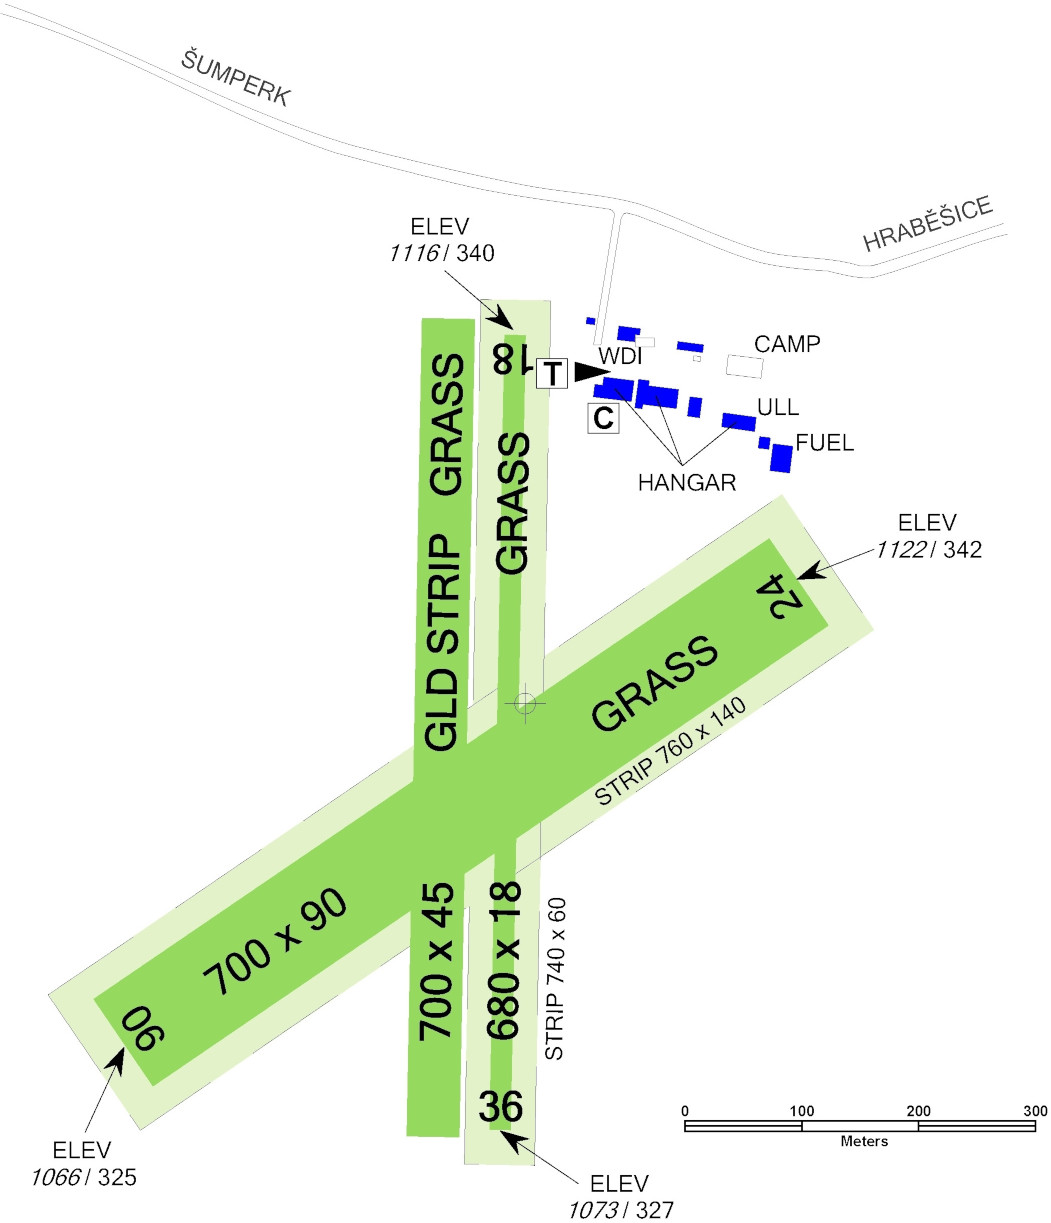 ŠUMPERK
HRABĚŠICE
ELEV
1116 / 340
18
T
WDI
CAMP
C
ULL
FUEL
HANGAR
GLD STRIP GRASS
GRASS
ELEV
1122 / 342
24
GRASS
STRIP 760 x 140
700 x 90
06
700 x 45
680 x 18
STRIP 740 x 60
36
0 100 200 300
Meters
ELEV
1066 / 325
ELEV
1073 / 327